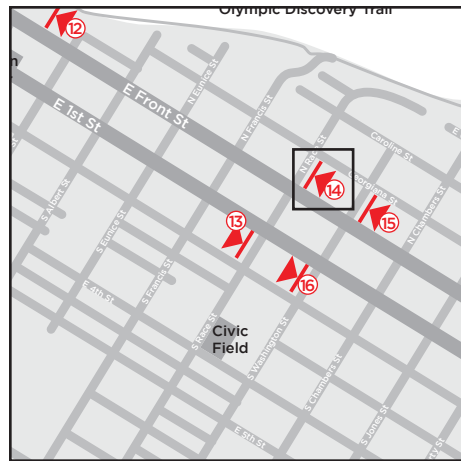 Olympic Discovery Trail
12
N Eunice St
E Front St
E 1st St
N Francis St
N Race St
Caroline St
Georgiana St
14
15
N Chambers St
S Albert St
S Eunice St
13
16
S Francis St
E 4th St
S Race St
Civic
Field
S Washington St
S Chambers St
S Jones St
E 5th St